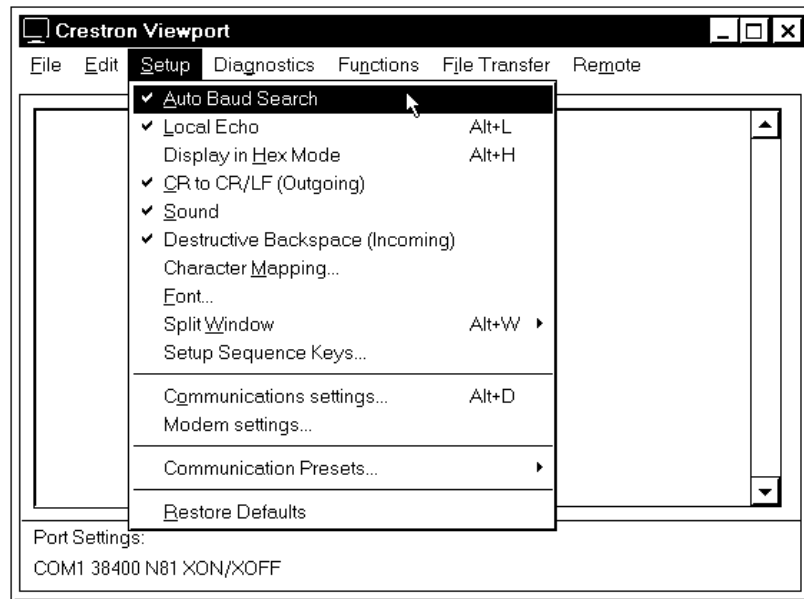 Crestron Viewport
File Edit Setup Diagnostics Functions File Transfer Remote
Auto Baud Search
Local Echo Alt+L
Display in Hex Mode Alt+H
CR to CR/LF (Outgoing)
Sound
Destructive Backspace (Incoming)
Character Mapping...
Font...
Split Window Alt+W
Setup Sequence Keys...
Communications settings... Alt+D
Modem settings...
Communication Presets...
Restore Defaults
Port Settings:
COM1 38400 N81 XON/XOFF